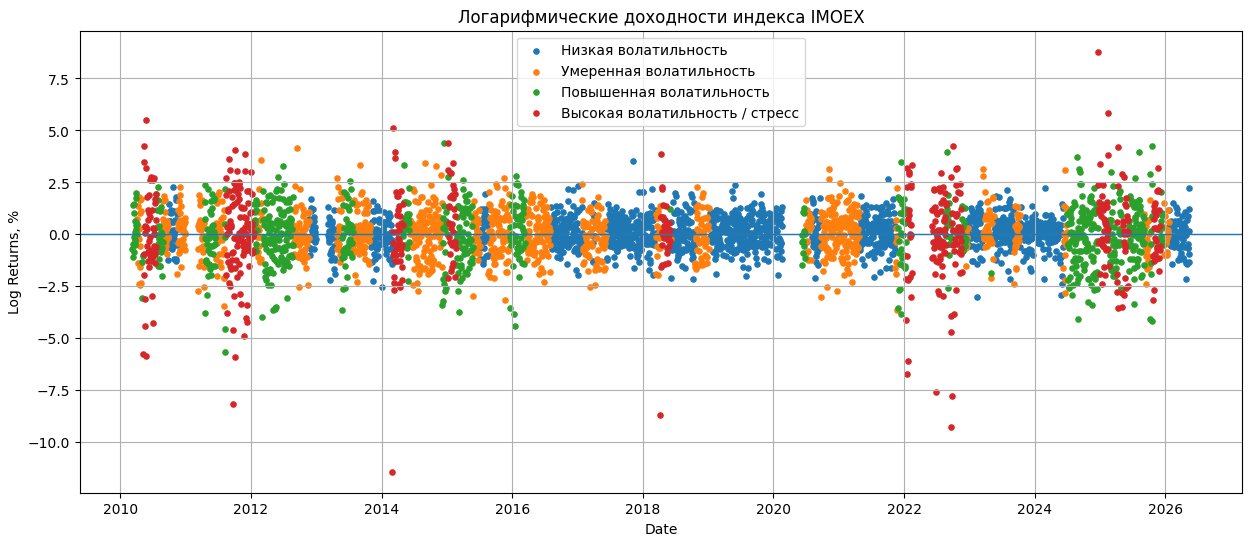 Логарифмические доходности индекса IMOEX
Низкая волатильность
Умеренная волатильность
Повышенная волатильность
Высокая волатильность / стресс
Log Returns, %
7.5
5.0
2.5
0.0
−2.5
−5.0
−7.5
−10.0
2010 2012 2014 2016 2018 2020 2022 2024 2026
Date